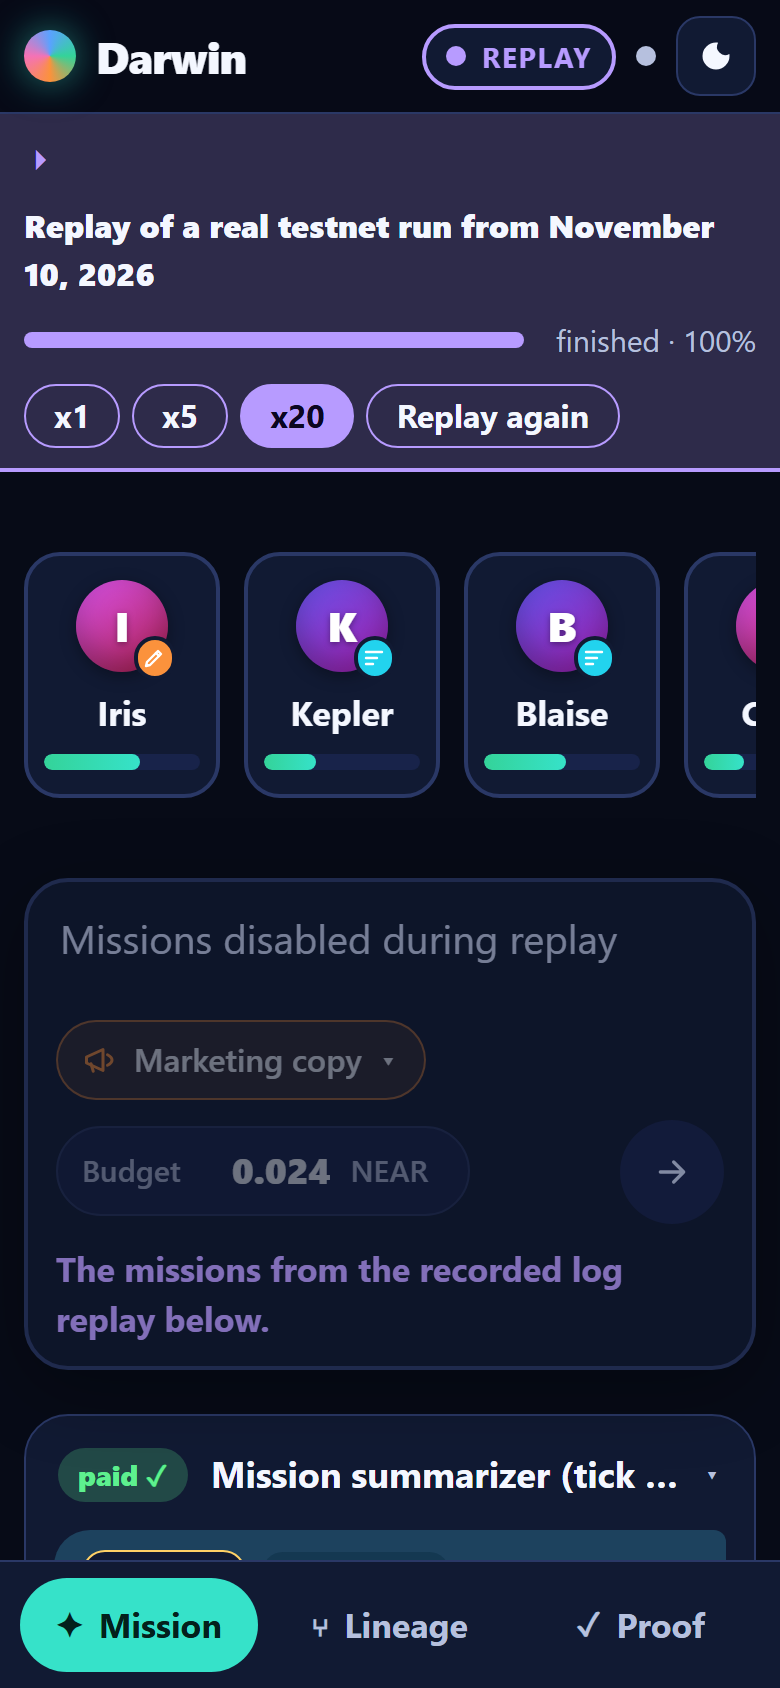 Darwin
REPLAY
Replay of a real testnet run from November
10, 2026
finished · 100%
x1
x5
x20
Replay again
I
K
B
Iris
Kepler
Blaise
Missions disabled during replay
Marketing copy
Budget 0.024 NEAR
The missions from the recorded log
replay below.
paid ✓ Mission summarizer (tick ...
Mission
Lineage
Proof